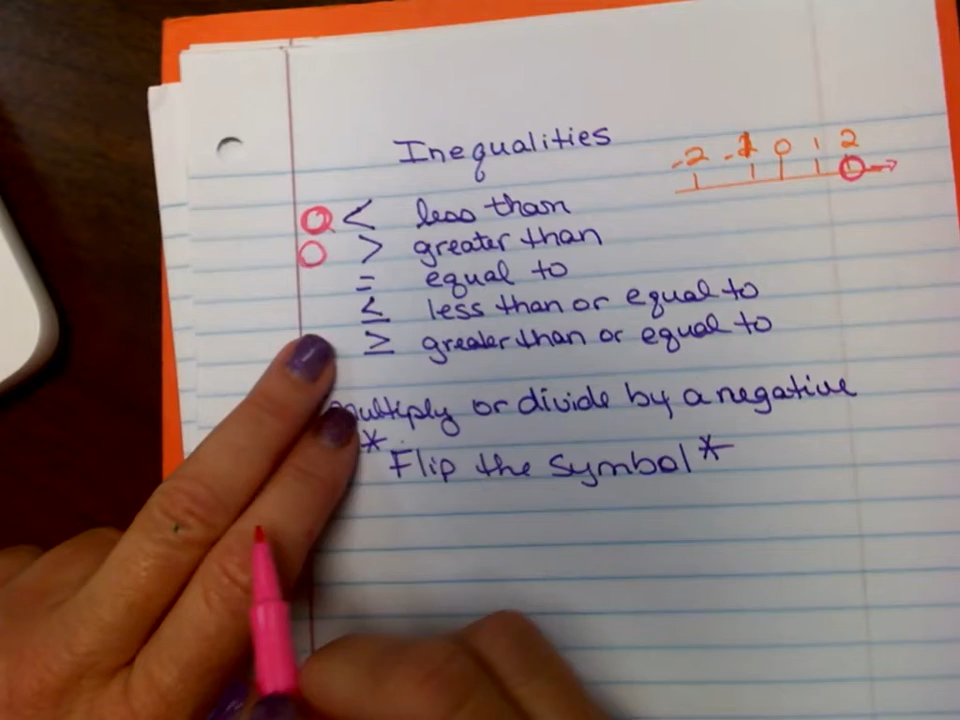 Inequalities
-2 -1 0 1 2
< less than
> greater than
= equal to
≤ less than or equal to
≥ greater than or equal to
multiply or divide by a negative
* Flip the symbol *